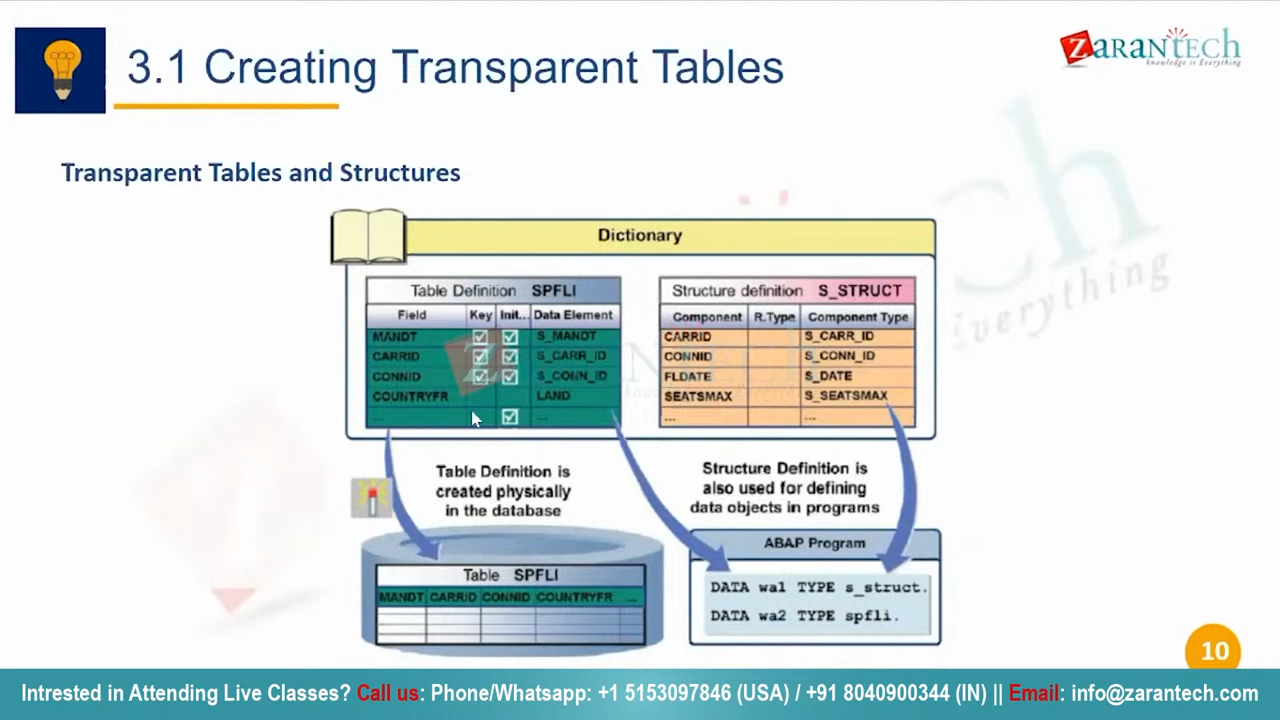 3.1 Creating Transparent Tables
ZARANTECH
knowledge is Everything
Transparent Tables and Structures
Dictionary
Table Definition SPFLI
Field Key Init... Data Element
MANDT S_MANDT
CARRID S_CARR_ID
CONNID S_CONN_ID
COUNTRYFR LAND
... ...
Structure definition S_STRUCT
Component R.Type Component Type
CARRID S_CARR_ID
CONNID S_CONN_ID
FLDATE S_DATE
SEATSMAX S_SEATSMAX
... ...
Table Definition is
created physically
in the database
Structure Definition is
also used for defining
data objects in programs
Table SPFLI
MANDT CARRID CONNID COUNTRYFR ...
ABAP Program
DATA wa1 TYPE s_struct.
DATA wa2 TYPE spfli.
10
Intrested in Attending Live Classes? Call us: Phone/Whatsapp: +1 5153097846 (USA) / +91 8040900344 (IN) || Email: info@zarantech.com